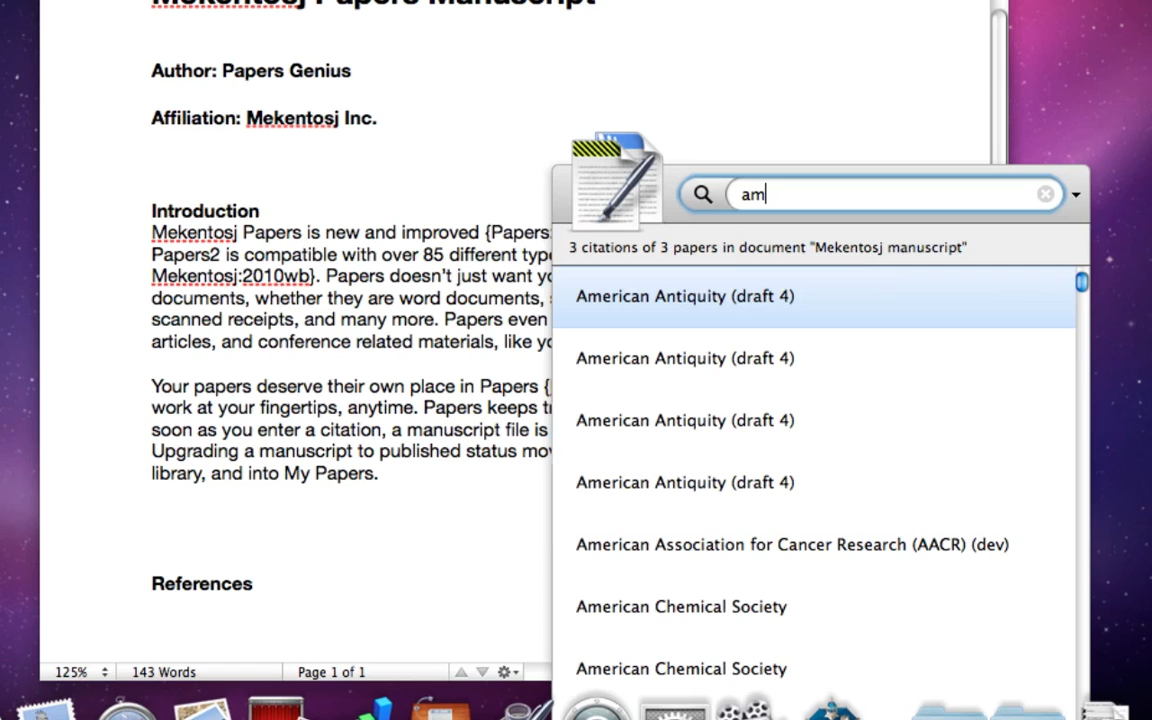 Mekentosj Papers Manuscript
Author: Papers Genius
Affiliation: Mekentosj Inc.
Introduction
Mekentosj Papers is new and improved {Papers:
Papers2 is compatible with over 85 different type
Mekentosj:2010wb}. Papers doesn't just want yo
documents, whether they are word documents,
scanned receipts, and many more. Papers even
articles, and conference related materials, like yo
Your papers deserve their own place in Papers {
work at your fingertips, anytime. Papers keeps tr
soon as you enter a citation, a manuscript file is
Upgrading a manuscript to published status mov
library, and into My Papers.
References
125%
143 Words
Page 1 of 1
am
3 citations of 3 papers in document "Mekentosj manuscript"
American Antiquity (draft 4)
American Antiquity (draft 4)
American Antiquity (draft 4)
American Antiquity (draft 4)
American Association for Cancer Research (AACR) (dev)
American Chemical Society
American Chemical Society